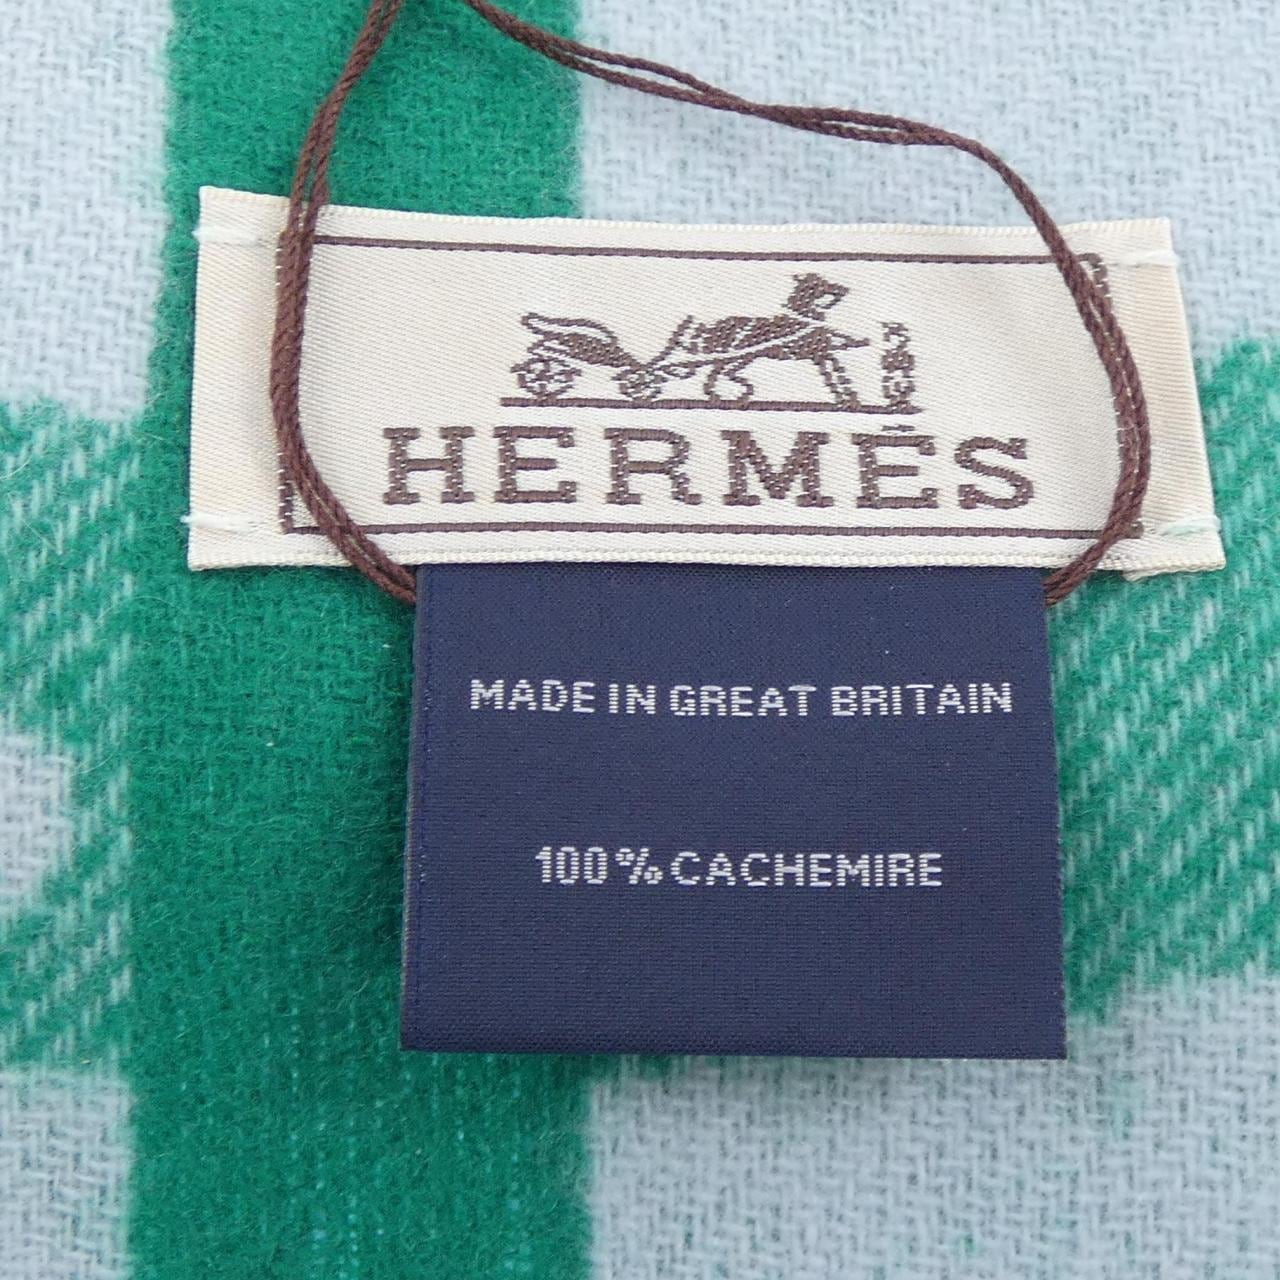 HERMÈS
MADE IN GREAT BRITAIN
100% CACHEMIRE